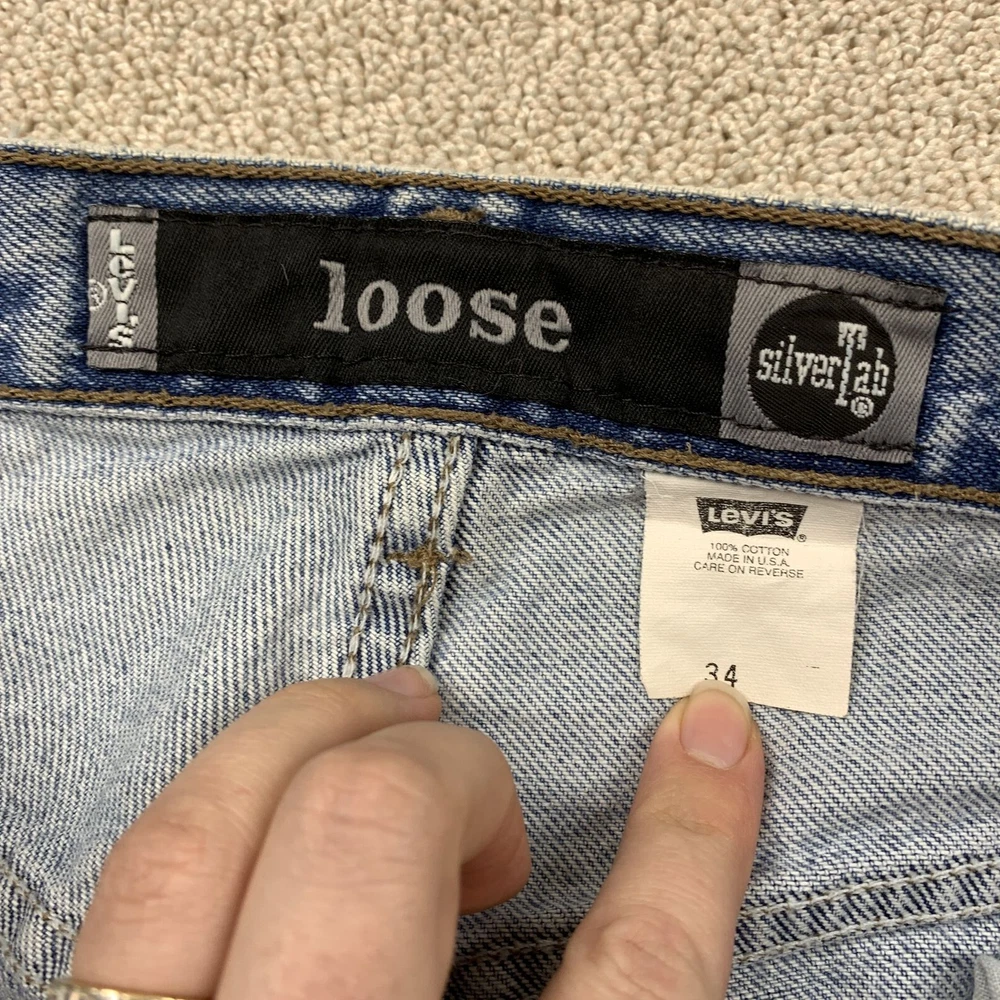 LEVI'S
®
loose
silverTab®
LEVI'S®
100% COTTON
MADE IN U.S.A.
CARE ON REVERSE
34